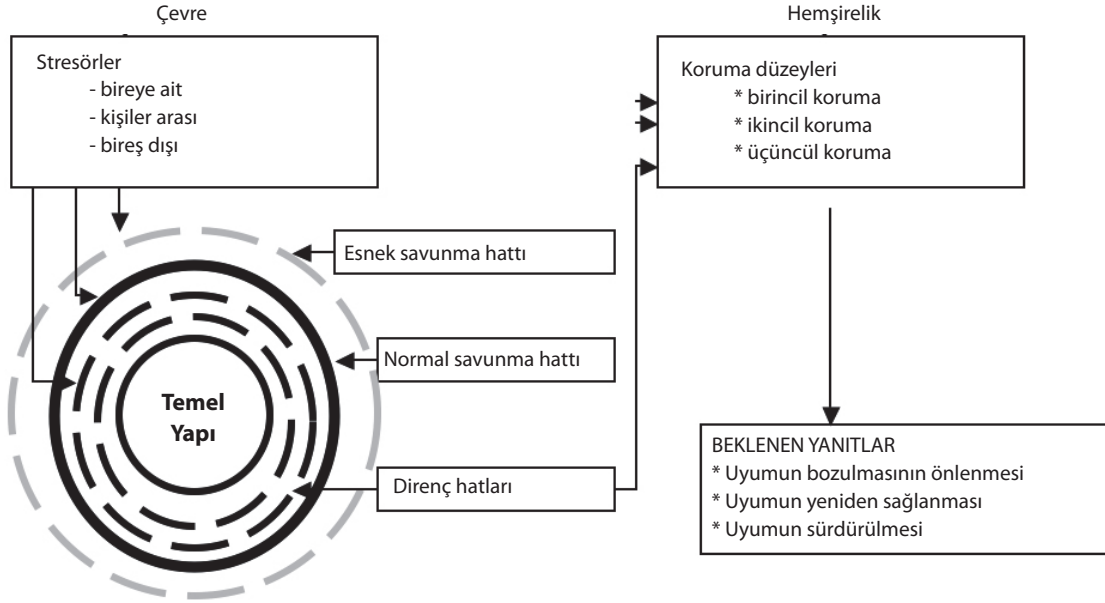 Çevre
Stresörler
- bireye ait
- kişiler arası
- bireş dışı
Hemşirelik
Koruma düzeyleri
* birincil koruma
* ikincil koruma
* üçüncül koruma
Esnek savunma hattı
Normal savunma hattı
Temel
Yapı
Direnç hatları
BEKLENEN YANITLAR
* Uyumun bozulmasının önlenmesi
* Uyumun yeniden sağlanması
* Uyumun sürdürülmesi